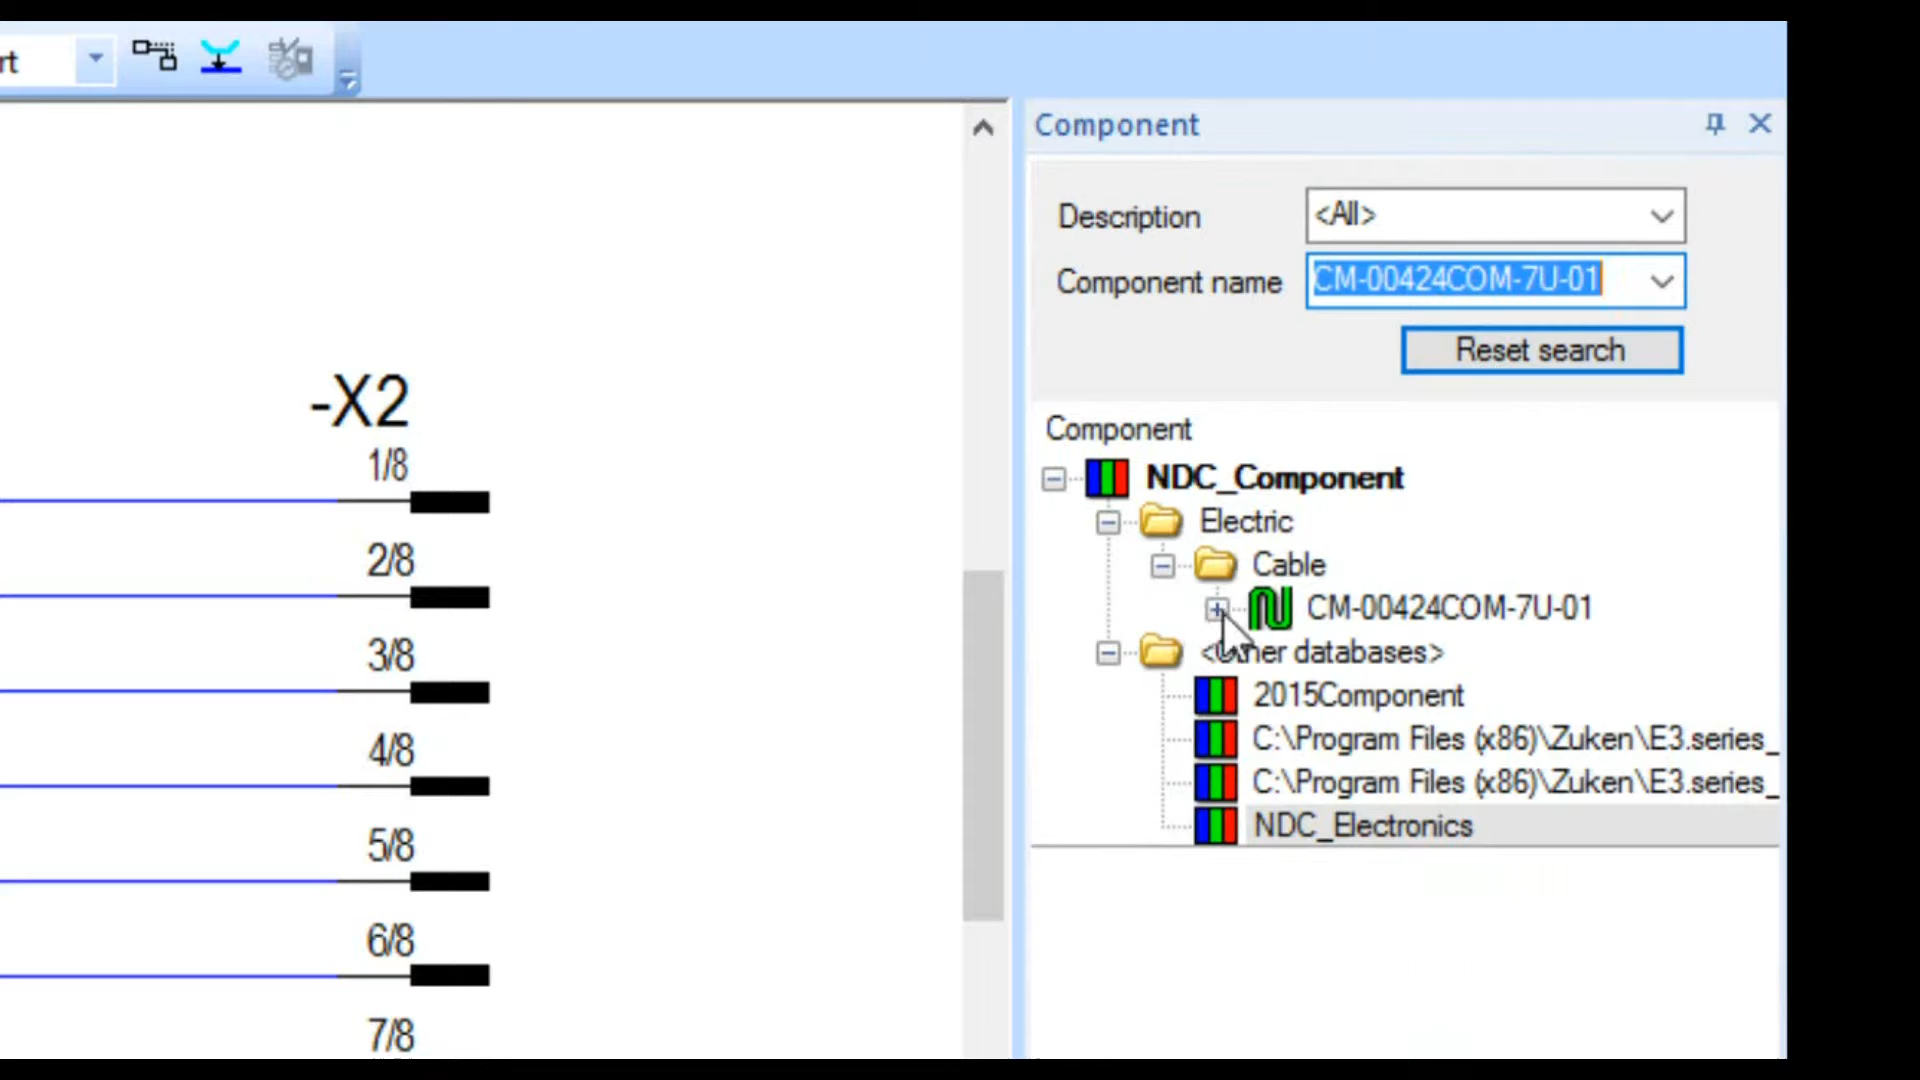 rt
Component
Description <All>
Component name CM-00424COM-7U-01
Reset search
Component
NDC_Component
Electric
Cable
CM-00424COM-7U-01
databases>
2015Component
C:\Program Files (x86)\Zuken\E3.series_
C:\Program Files (x86)\Zuken\E3.series_
NDC_Electronics
-X2
1/8
2/8
3/8
4/8
5/8
6/8
7/8